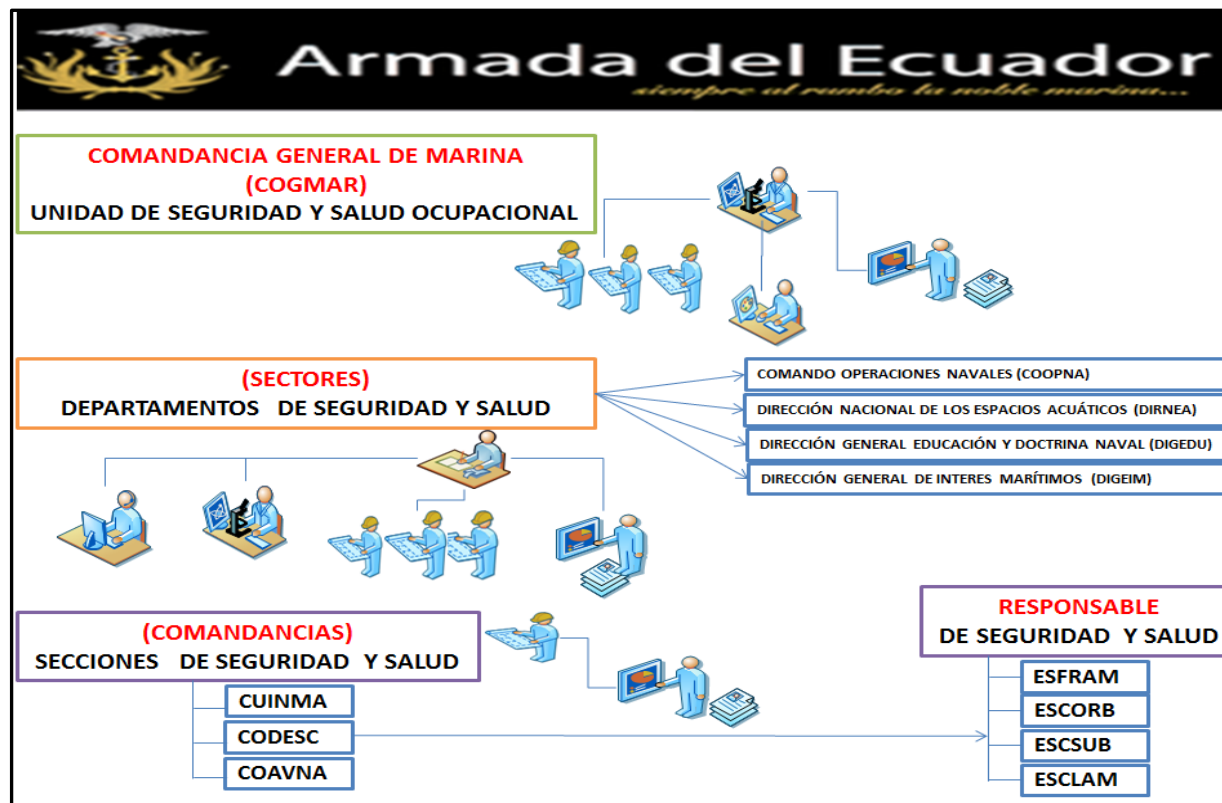 Armada del Ecuador
siempre al rumbo la noble marina...
COMANDANCIA GENERAL DE MARINA
(COGMAR)
UNIDAD DE SEGURIDAD Y SALUD OCUPACIONAL
(SECTORES)
DEPARTAMENTOS DE SEGURIDAD Y SALUD
COMANDO OPERACIONES NAVALES (COOPNA)
DIRECCIÓN NACIONAL DE LOS ESPACIOS ACUÁTICOS (DIRNEA)
DIRECCIÓN GENERAL EDUCACIÓN Y DOCTRINA NAVAL (DIGEDU)
DIRECCIÓN GENERAL DE INTERES MARÍTIMOS (DIGEIM)
(COMANDANCIAS)
SECCIONES DE SEGURIDAD Y SALUD
CUINMA
CODESC
COAVNA
RESPONSABLE
DE SEGURIDAD Y SALUD
ESFRAM
ESCORB
ESCSUB
ESCLAM